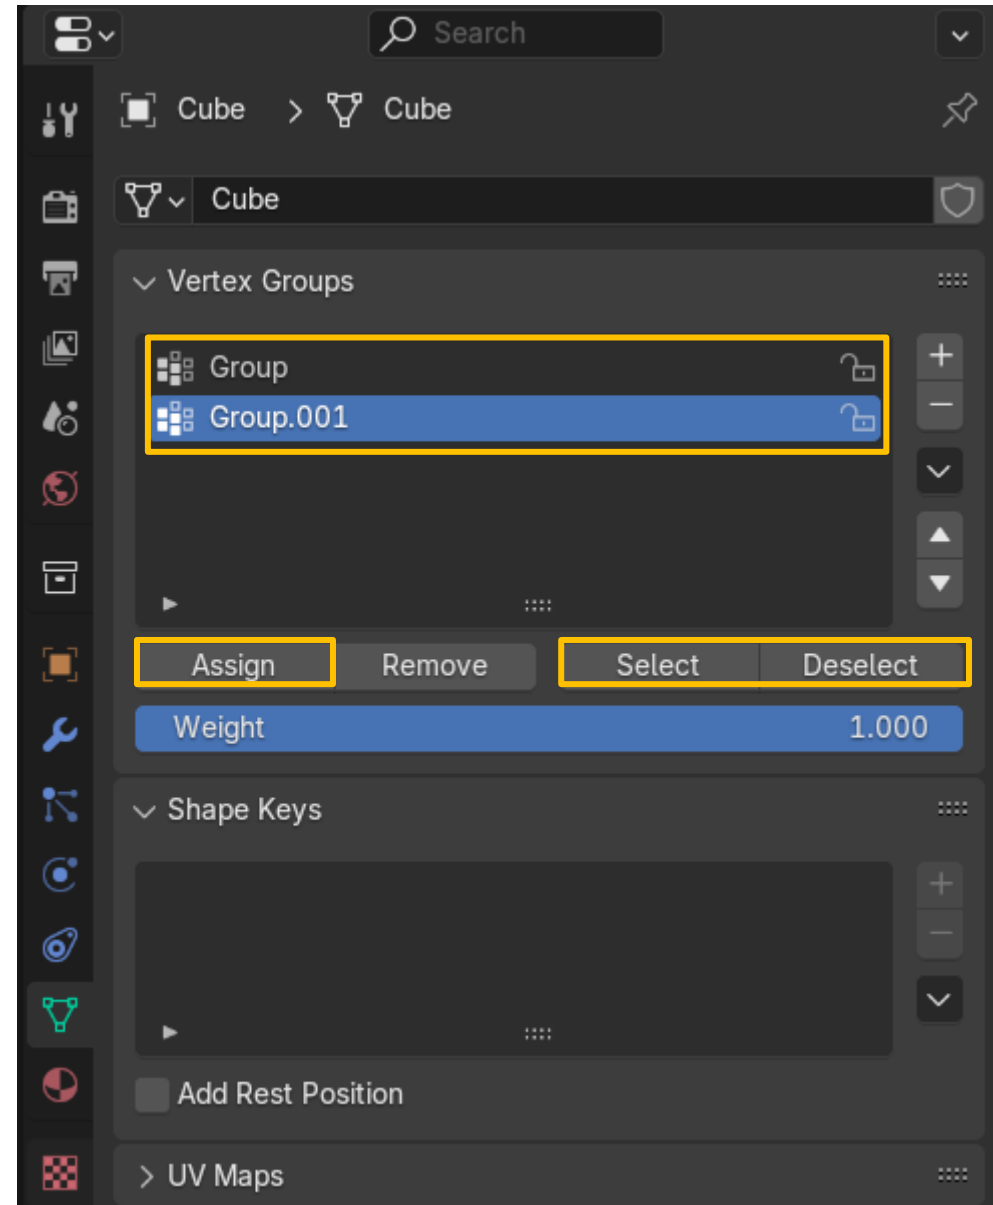 Search
Cube > Cube
Cube
Vertex Groups
Group
Group.001
Assign Remove Select Deselect
Weight 1.000
Shape Keys
Add Rest Position
UV Maps